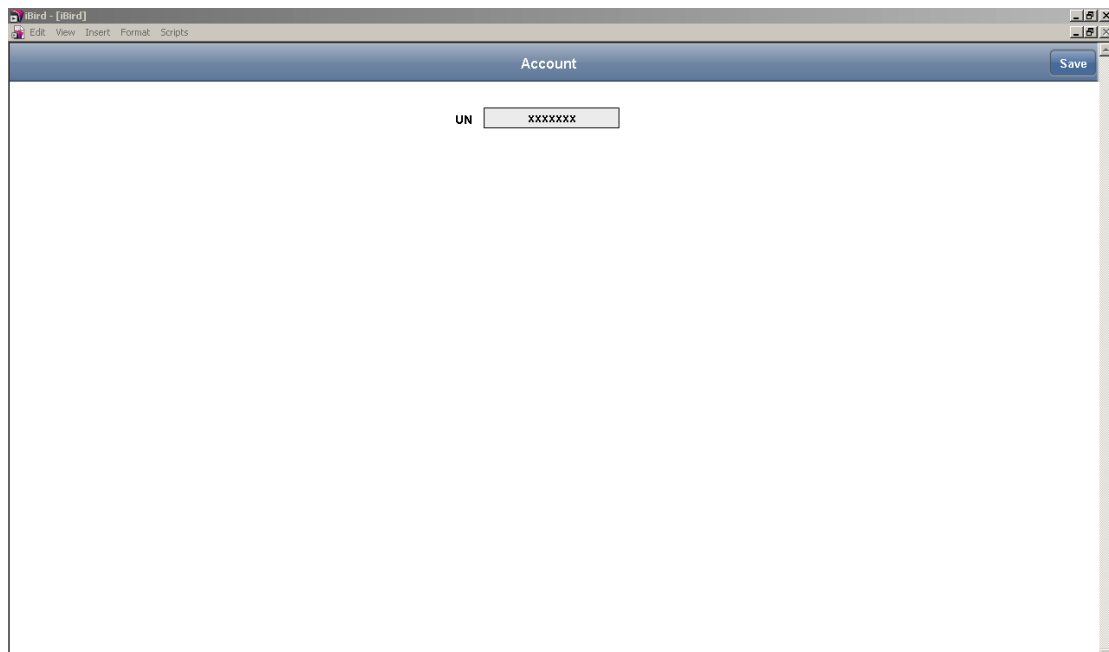 iBird - [iBird]
Edit View Insert Format Scripts
Account Save
UN xxxxxxx